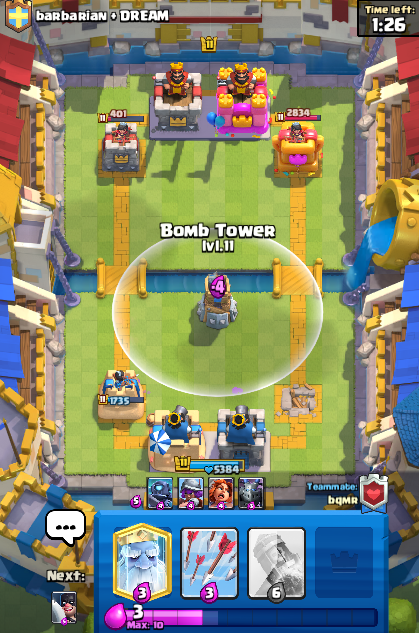 barbarian + DREAM
Time left:
1:26
11
11 401
11 2834
Bomb Tower
lvl.11
4
11 1735
11 5384
Teammate:
bqMR
5
...
Next:
3
3
6
3
Max: 10